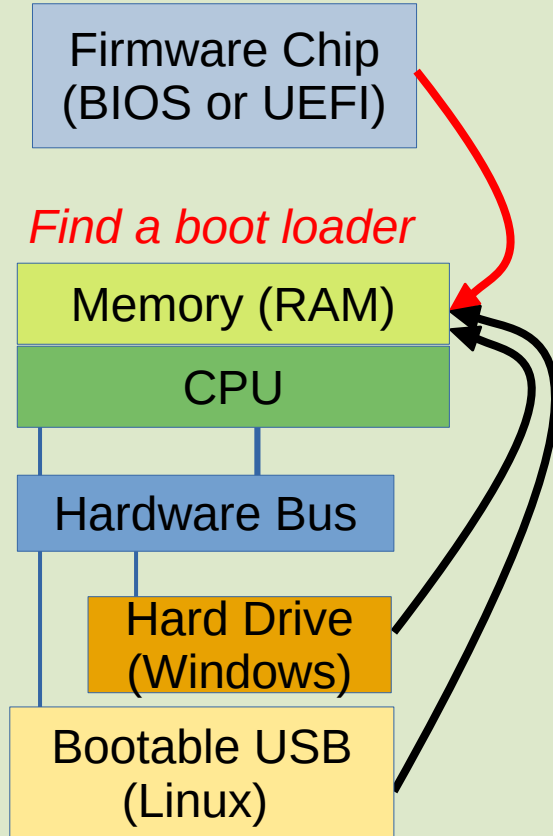 Firmware Chip
(BIOS or UEFI)
Find a boot loader
Memory (RAM)
CPU
Hardware Bus
Hard Drive
(Windows)
Bootable USB
(Linux)